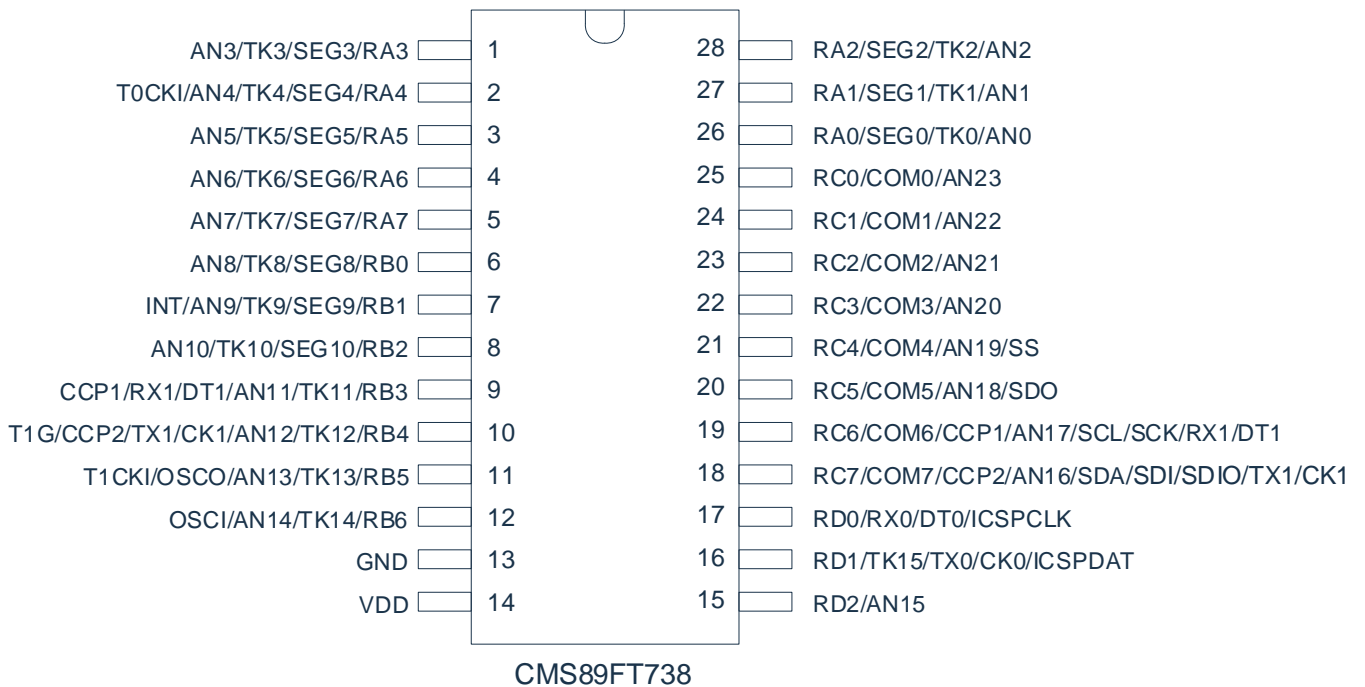 AN3/TK3/SEG3/RA3 1 28 RA2/SEG2/TK2/AN2
T0CKI/AN4/TK4/SEG4/RA4 2 27 RA1/SEG1/TK1/AN1
AN5/TK5/SEG5/RA5 3 26 RA0/SEG0/TK0/AN0
AN6/TK6/SEG6/RA6 4 25 RC0/COM0/AN23
AN7/TK7/SEG7/RA7 5 24 RC1/COM1/AN22
AN8/TK8/SEG8/RB0 6 23 RC2/COM2/AN21
INT/AN9/TK9/SEG9/RB1 7 22 RC3/COM3/AN20
AN10/TK10/SEG10/RB2 8 21 RC4/COM4/AN19/SS
CCP1/RX1/DT1/AN11/TK11/RB3 9 20 RC5/COM5/AN18/SDO
T1G/CCP2/TX1/CK1/AN12/TK12/RB4 10 19 RC6/COM6/CCP1/AN17/SCL/SCK/RX1/DT1
T1CKI/OSCO/AN13/TK13/RB5 11 18 RC7/COM7/CCP2/AN16/SDA/SDI/SDIO/TX1/CK1
OSCI/AN14/TK14/RB6 12 17 RD0/RX0/DT0/ICSPCLK
GND 13 16 RD1/TK15/TX0/CK0/ICSPDAT
VDD 14 15 RD2/AN15
CMS89FT738